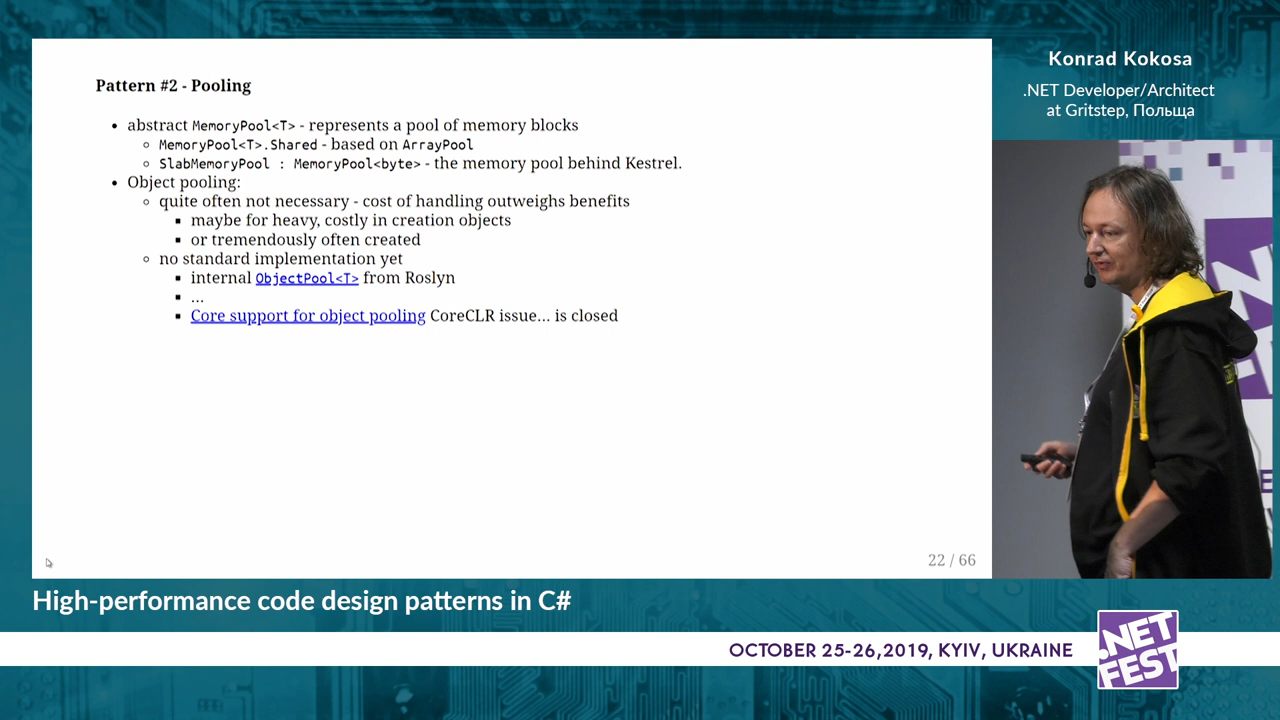 Pattern #2 - Pooling
• abstract MemoryPool<T> - represents a pool of memory blocks
◦ MemoryPool<T>.Shared - based on ArrayPool
◦ SlabMemoryPool : MemoryPool<byte> - the memory pool behind Kestrel.
• Object pooling:
◦ quite often not necessary - cost of handling outweighs benefits
▪ maybe for heavy, costly in creation objects
▪ or tremendously often created
◦ no standard implementation yet
▪ internal ObjectPool<T> from Roslyn
▪ ...
▪ Core support for object pooling CoreCLR issue... is closed
22 / 66
Konrad Kokosa
.NET Developer/Architect
at Gritstep, Польща
High-performance code design patterns in C#
OCTOBER 25-26,2019, KYIV, UKRAINE
.NET
FEST